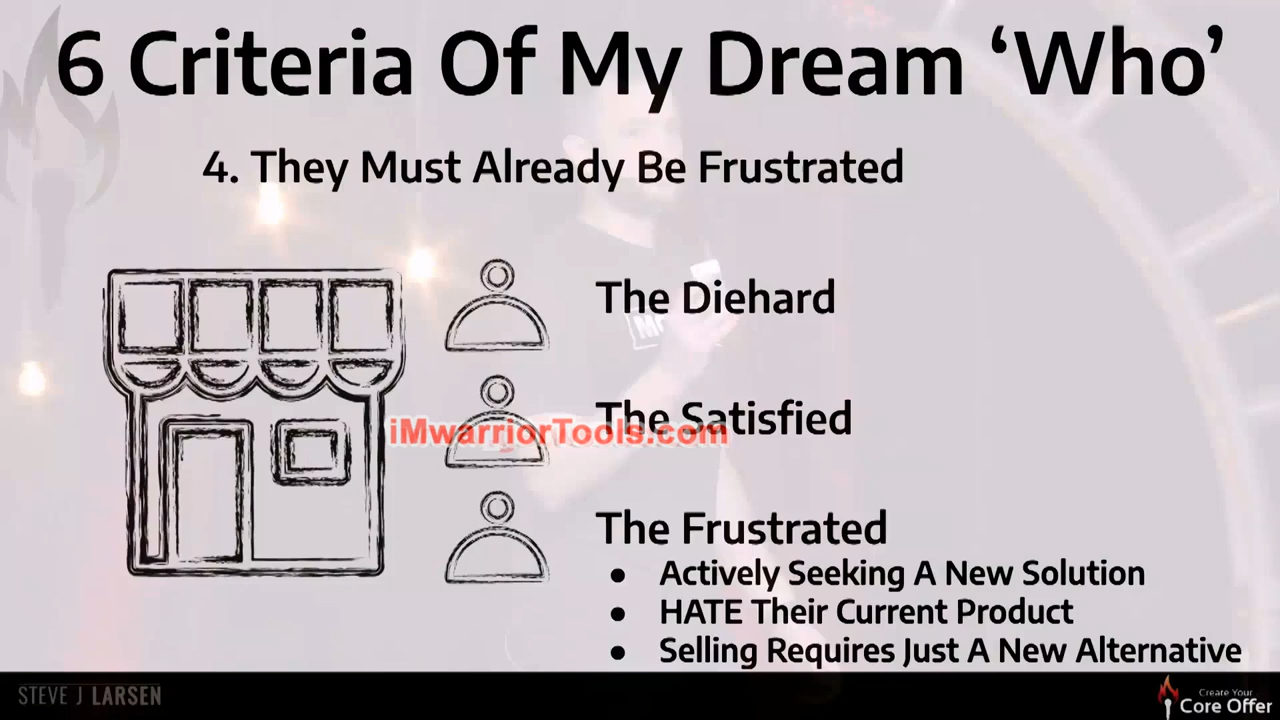 6 Criteria Of My Dream ‘Who’
4. They Must Already Be Frustrated
The Diehard
The Satisfied
iMwarriorTools.com
The Frustrated
● Actively Seeking A New Solution
● HATE Their Current Product
● Selling Requires Just A New Alternative
STEVE J LARSEN
Create Your
Core Offer